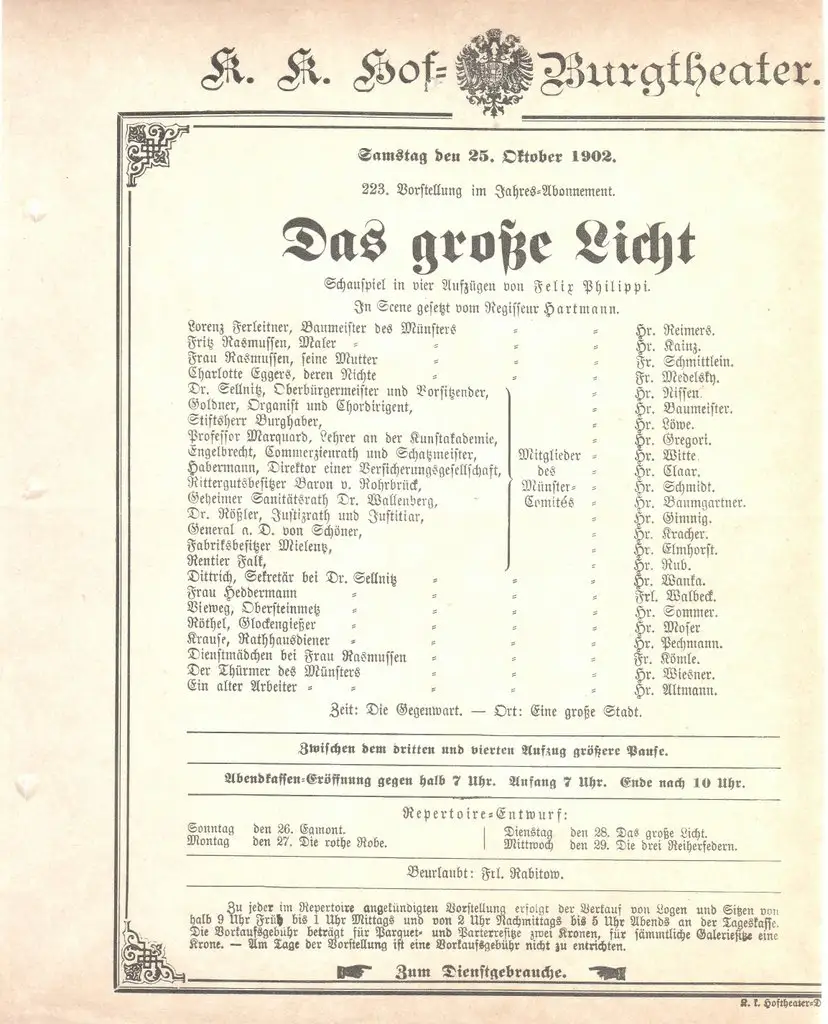 K. K. Hof-Burgtheater.
Samstag den 25. Oktober 1902.
223. Vorstellung im Jahres-Abonnement.
Das große Licht
Schauspiel in vier Aufzügen von Felix Philippi.
In Scene gesetzt vom Regisseur Hartmann.
Lorenz Ferleitner, Baumeister des Münsters Hr. Reimers.
Fritz Rasmussen, Maler Hr. Kainz.
Frau Rasmussen, seine Mutter Fr. Schmittlein.
Charlotte Eggers, deren Nichte Fr. Medelsky.
Dr. Sellnitz, Oberbürgermeister und Vorsitzender, Hr. Nissen.
Goldner, Organist und Chordirigent, Hr. Baumeister.
Stiftsherr Burghaber, Hr. Löwe.
Professor Marquard, Lehrer an der Kunstakademie, Hr. Gregori.
Engelbrecht, Commerzienrath und Schatzmeister, Mitglieder Hr. Witte
Habermann, Direktor einer Versicherungsgesellschaft, des Hr. Claar.
Rittergutsbesitzer Baron v. Rohrbrück, Münster- Hr. Schmidt.
Geheimer Sanitätsrath Dr. Wallenberg, Comités Hr. Baumgartner.
Dr. Rößler, Justizrath und Justitiar, Hr. Gimnig.
General a. D. von Schöner, Hr. Kracher.
Fabriksbesitzer Mielentz, Hr. Elmhorst.
Rentier Falk, Hr. Rub.
Dittrich, Sekretär bei Dr. Sellnitz Hr. Wanka.
Frau Heddermann Frl. Walbeck.
Vieweg, Obersteinmetz Hr. Sommer.
Röthel, Glockengießer Hr. Moser
Krause, Rathhausdiener Hr. Pechmann.
Dienstmädchen bei Frau Rasmussen Fr. Kömle.
Der Thürmer des Münsters Hr. Wiesner.
Ein alter Arbeiter Hr. Altmann.
Zeit: Die Gegenwart. — Ort: Eine große Stadt.
Zwischen dem dritten und vierten Aufzug größere Pause.
Abendkassen-Eröffnung gegen halb 7 Uhr. Anfang 7 Uhr. Ende nach 10 Uhr.
Repertoire-Entwurf:
Sonntag den 26. Egmont.
Montag den 27. Die rothe Robe.
Dienstag den 28. Das große Licht.
Mittwoch den 29. Die drei Reiherfedern.
Beurlaubt: Frl. Rabitow.
Zu jeder im Repertoire angekündigten Vorstellung erfolgt der Verkauf von Logen und Sitzen von
halb 9 Uhr Früh bis 1 Uhr Mittags und von 2 Uhr Nachmittags bis 5 Uhr Abends an der Tageskasse.
Die Vorkaufsgebühr beträgt für Parquet- und Parterresitze zwei Kronen, für sämmtliche Galeriesitze eine
Krone. — Am Tage der Vorstellung ist eine Vorkaufsgebühr nicht zu entrichten.
Zum Dienstgebrauche.
K. k. Hoftheater-D